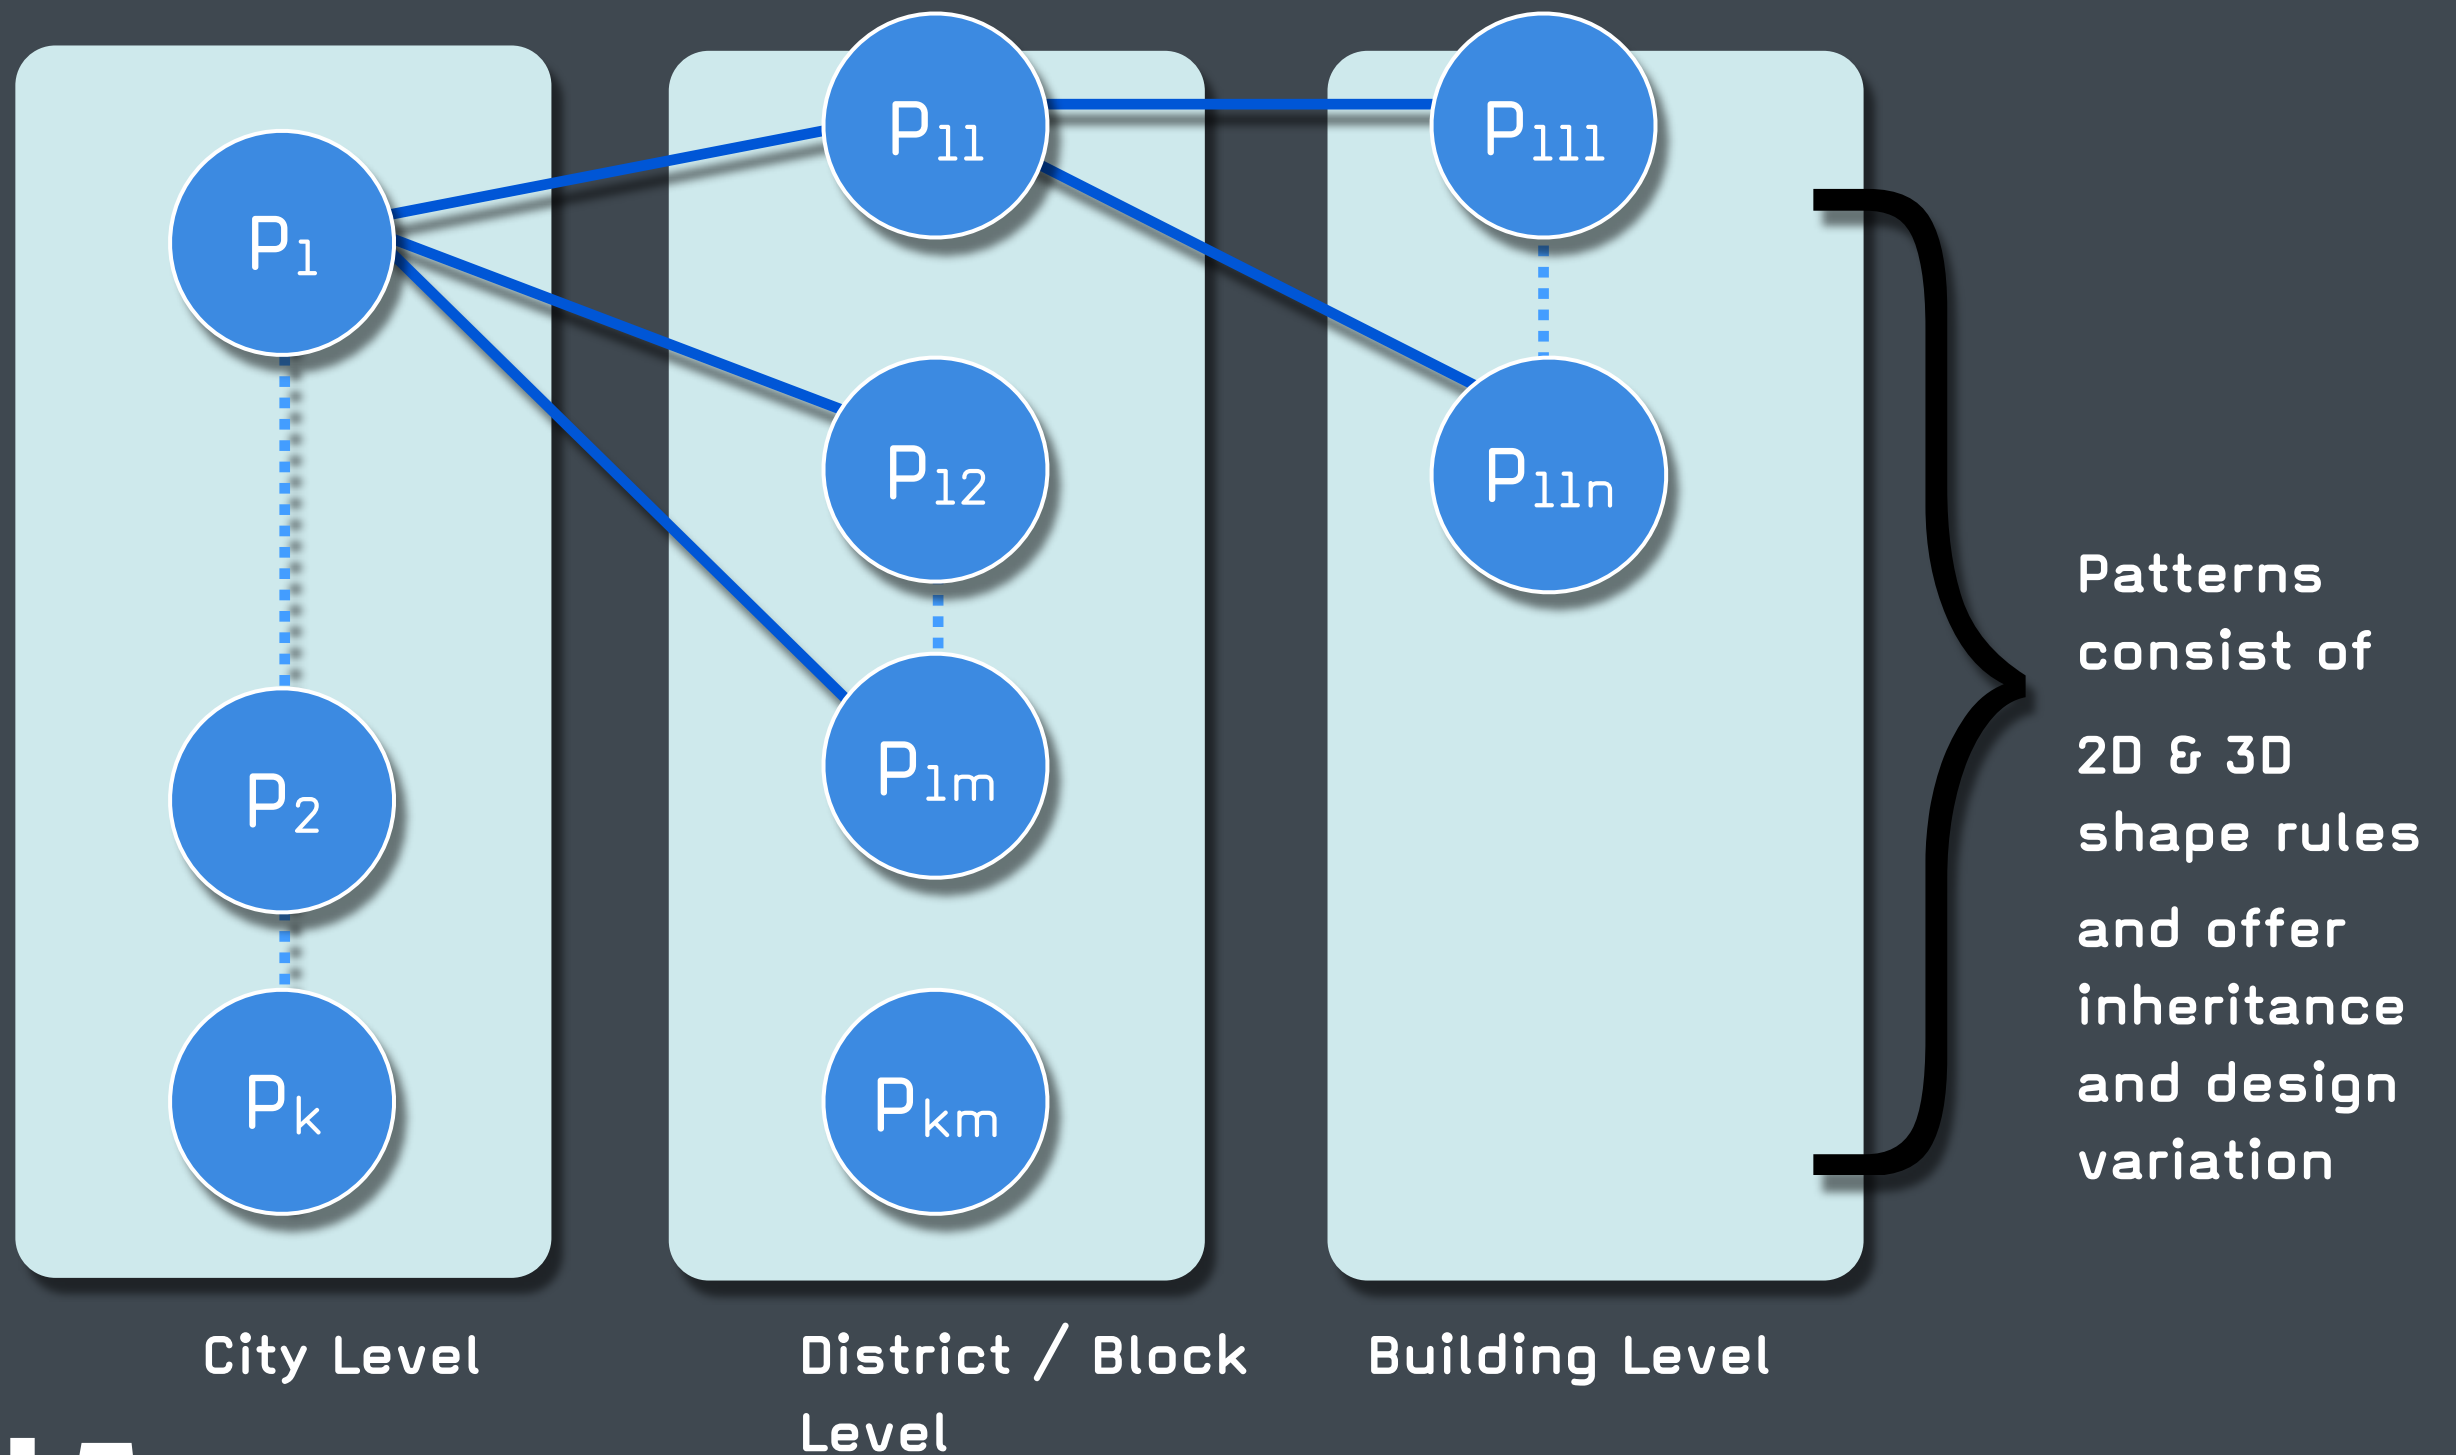 P₁
P₂
Pₖ
P₁₁
P₁₂
P₁ₘ
Pₖₘ
P₁₁₁
P₁₁ₙ
City Level
District / Block
Level
Building Level
Patterns
consist of
2D & 3D
shape rules
and offer
inheritance
and design
variation